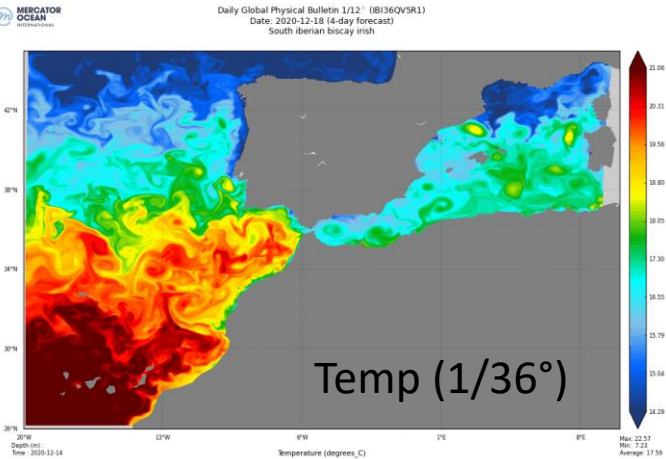 MERCATOR
OCEAN
INTERNATIONAL
Daily Global Physical Bulletin 1/12° (IBI36QV5R1)
Date: 2020-12-18 (4-day forecast)
South iberian biscay irish
42°N
38°N
34°N
30°N
26°N
20°W
13°W
6°W
1°E
8°E
21.06
20.31
19.56
18.80
18.05
17.30
16.55
15.79
15.04
14.29
Temp (1/36°)
Depth (m) :
Time : 2020-12-14
Temperature (degrees_C)
Max: 22.57
Min: 7.23
Average: 17.59